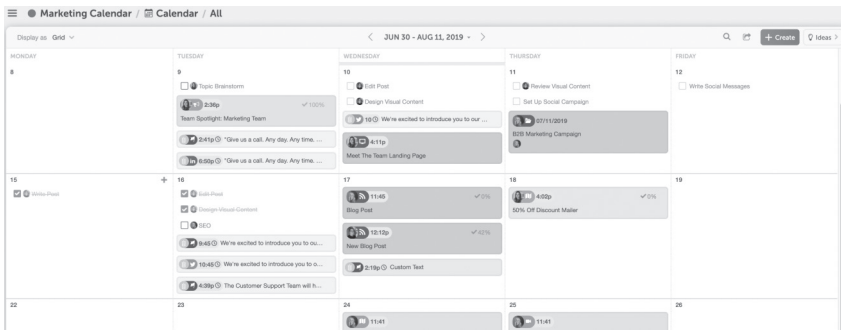 Marketing Calendar / Calendar / All
Display as Grid
JUN 30 - AUG 11, 2019
+ Create
Ideas >
MONDAY TUESDAY WEDNESDAY THURSDAY FRIDAY
8
9
Topic Brainstorm
2:36p 100%
Team Spotlight: Marketing Team
2:41p "Give us a call. Any day. Any time. ...
6:50p "Give us a call. Any day. Any time. ...
10
Edit Post
Design Visual Content
10 We're excited to introduce you to our ...
4:11p
Meet The Team Landing Page
11
Review Visual Content
Set Up Social Campaign
07/11/2019
B2B Marketing Campaign
12
Write Social Messages
15 +
Write Post
16
Edit Post
Design Visual Content
SEO
9:45 We're excited to introduce you to ou...
10:45 We're excited to introduce you to o...
4:39p The Customer Support Team will h...
17
11:46 0%
Blog Post
12:12p 42%
New Blog Post
2:19p Custom Text
18
4:02p 0%
50% Off Discount Mailer
19
22
23
24
11:41
25
11:41
26